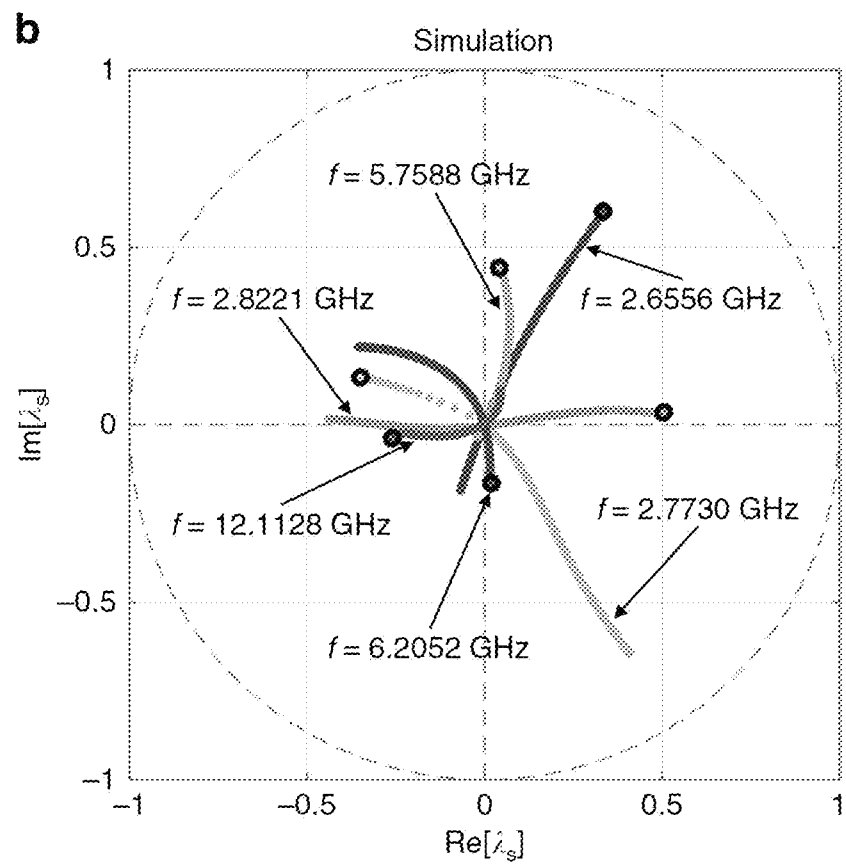 b
Simulation
1
f = 5.7588 GHz
0.5
f = 2.8221 GHz
f = 2.6556 GHz
Im[λs]
0
f = 12.1128 GHz
f = 2.7730 GHz
−0.5
f = 6.2052 GHz
−1
−1
−0.5
0
0.5
1
Re[λs]